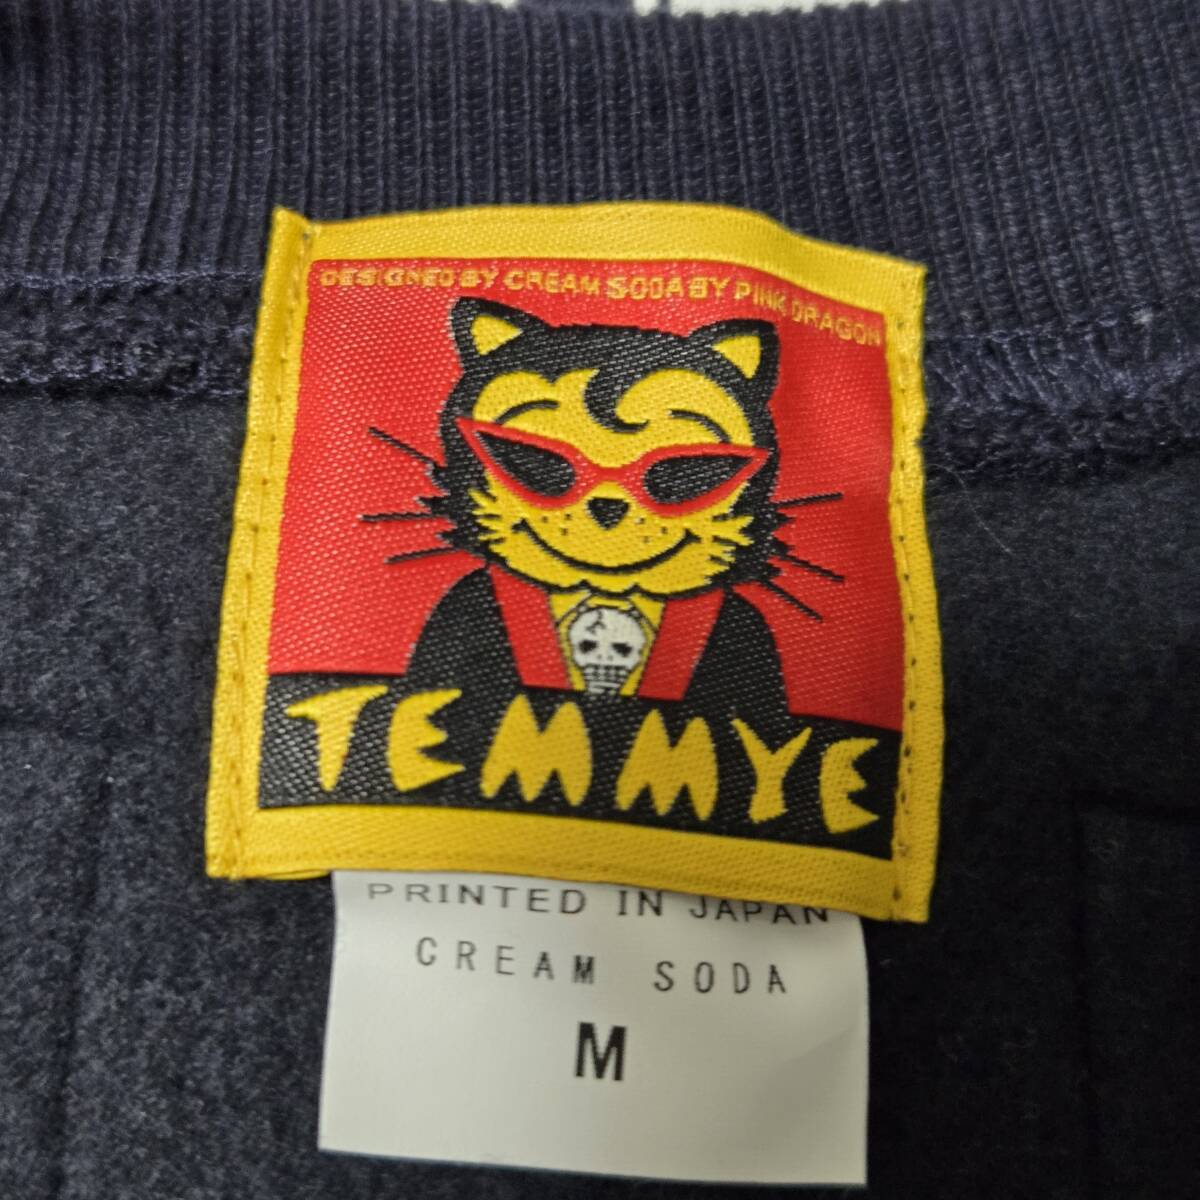 DESIGNED BY CREAM SODA BY PINK DRAGON
TEMMYE
PRINTED IN JAPAN
CREAM SODA
M